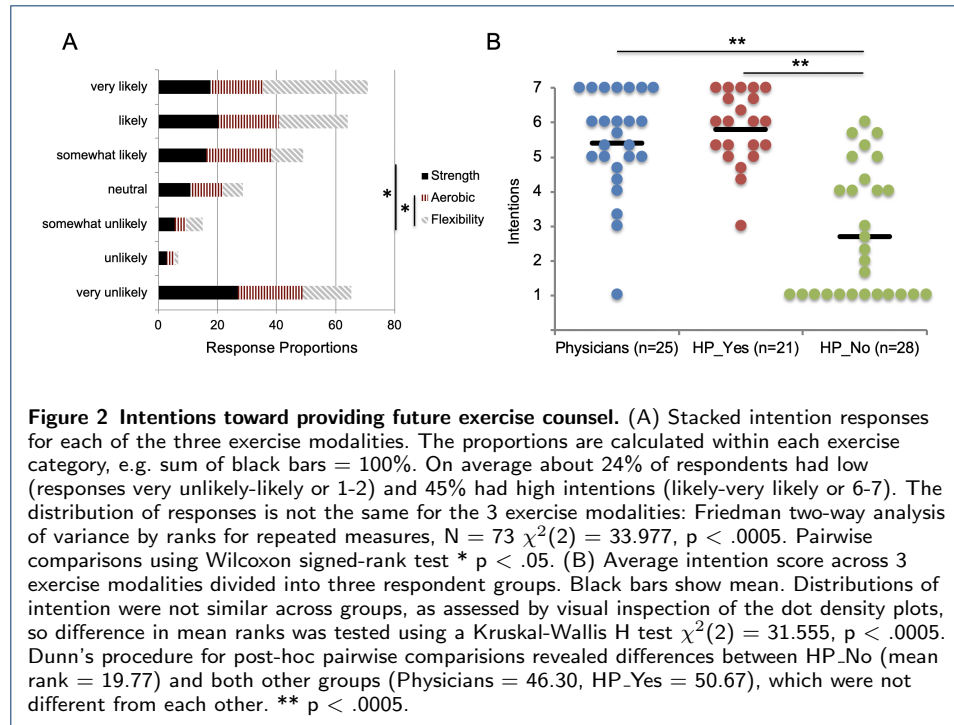 A
very likely
likely
somewhat likely
neutral
somewhat unlikely
unlikely
very unlikely
0 20 40 60 80
Response Proportions
Strength
Aerobic
Flexibility
*
*
B
**
**
7
6
5
4
3
2
1
Intentions
Physicians (n=25) HP_Yes (n=21) HP_No (n=28)
Figure 2 Intentions toward providing future exercise counsel. (A) Stacked intention responses
for each of the three exercise modalities. The proportions are calculated within each exercise
category, e.g. sum of black bars = 100%. On average about 24% of respondents had low
(responses very unlikely-likely or 1-2) and 45% had high intentions (likely-very likely or 6-7). The
distribution of responses is not the same for the 3 exercise modalities: Friedman two-way analysis
of variance by ranks for repeated measures, N = 73 χ²(2) = 33.977, p < .0005. Pairwise
comparisons using Wilcoxon signed-rank test * p < .05. (B) Average intention score across 3
exercise modalities divided into three respondent groups. Black bars show mean. Distributions of
intention were not similar across groups, as assessed by visual inspection of the dot density plots,
so difference in mean ranks was tested using a Kruskal-Wallis H test χ²(2) = 31.555, p < .0005.
Dunn's procedure for post-hoc pairwise comparisions revealed differences between HP_No (mean
rank = 19.77) and both other groups (Physicians = 46.30, HP_Yes = 50.67), which were not
different from each other. ** p < .0005.